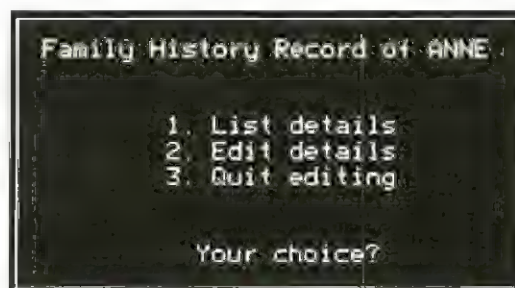 Family History Record of ANNE
1. List details
2. Edit details
3. Quit editing
Your choice?